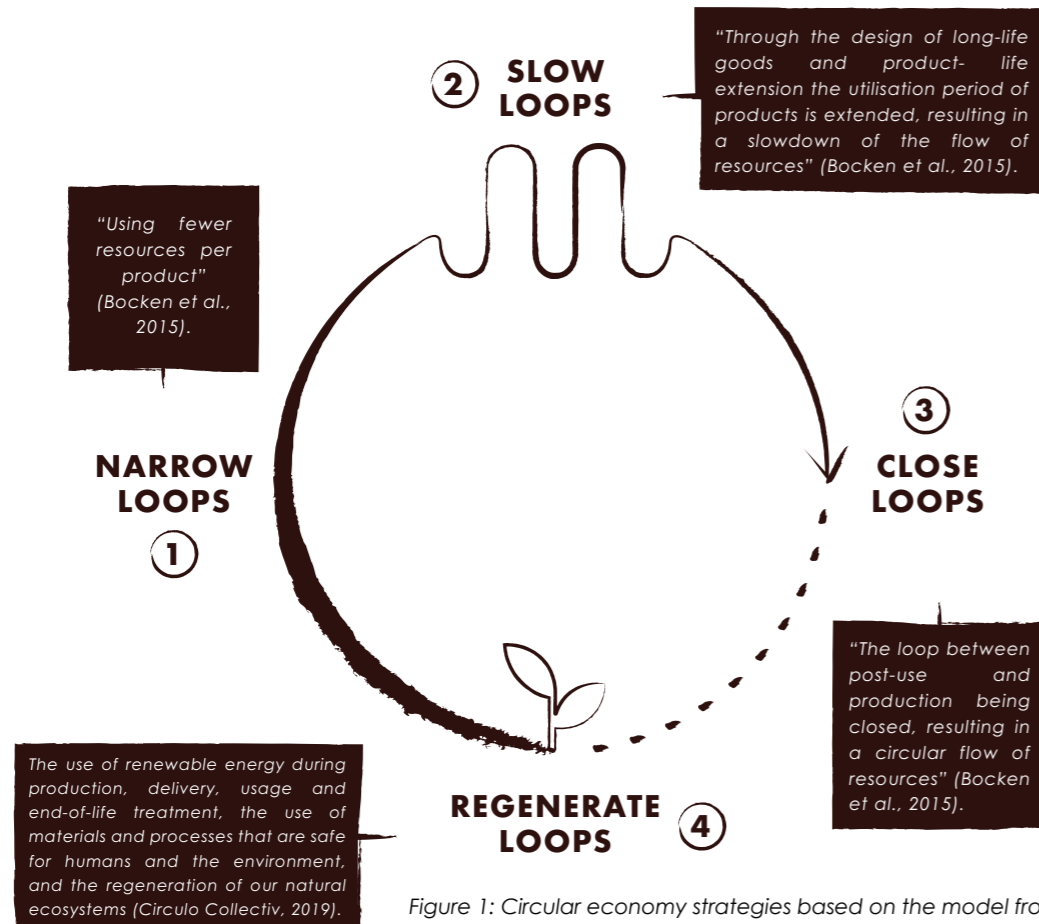 2
SLOW
LOOPS
“Through the design of long-life
goods and product- life
extension the utilisation period of
products is extended, resulting in
a slowdown of the flow of
resources” (Bocken et al., 2015).
“Using fewer
resources per
product”
(Bocken et al.,
2015).
NARROW
LOOPS
1
3
CLOSE
LOOPS
“The loop between
post-use and
production being
closed, resulting in
a circular flow of
resources” (Bocken
et al., 2015).
The use of renewable energy during
production, delivery, usage and
end-of-life treatment, the use of
materials and processes that are safe
for humans and the environment,
and the regeneration of our natural
ecosystems (Circulo Collectiv, 2019).
REGENERATE
LOOPS
4
Figure 1: Circular economy strategies based on the model fro